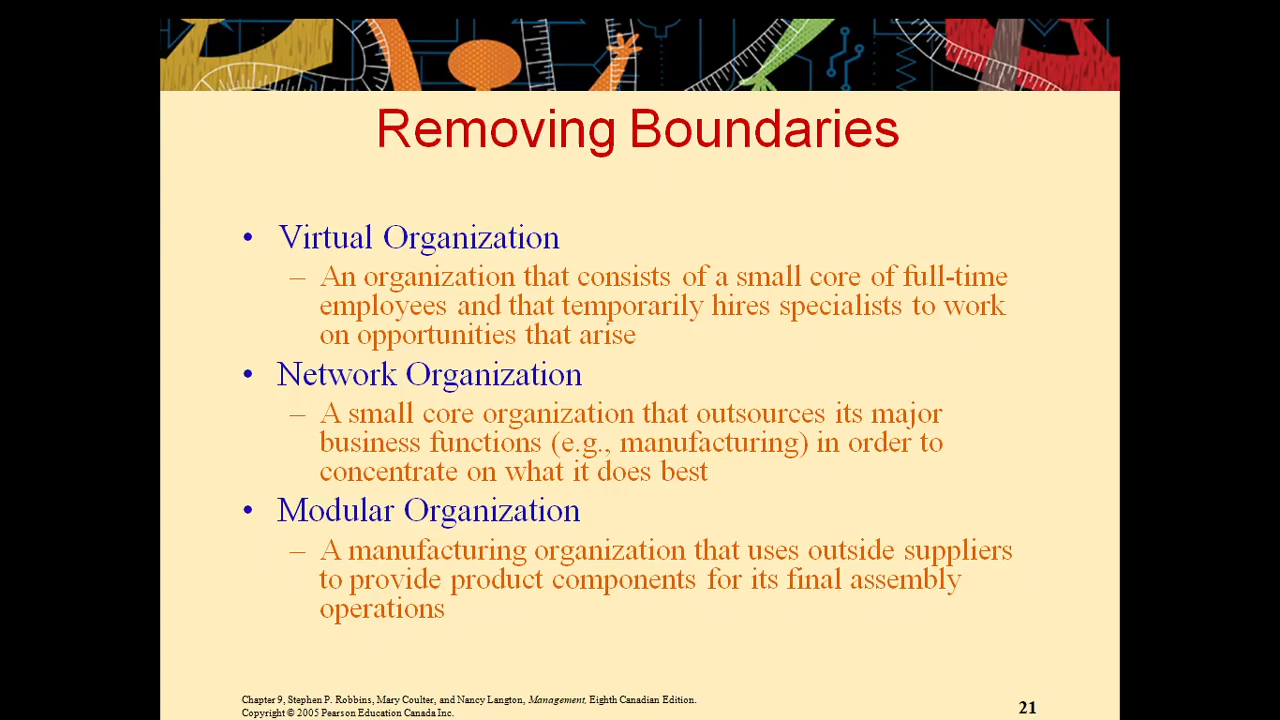 Removing Boundaries
• Virtual Organization
– An organization that consists of a small core of full-time
employees and that temporarily hires specialists to work
on opportunities that arise
• Network Organization
– A small core organization that outsources its major
business functions (e.g., manufacturing) in order to
concentrate on what it does best
• Modular Organization
– A manufacturing organization that uses outside suppliers
to provide product components for its final assembly
operations
Chapter 9, Stephen P. Robbins, Mary Coulter, and Nancy Langton, Management, Eighth Canadian Edition.
Copyright © 2005 Pearson Education Canada Inc.
21